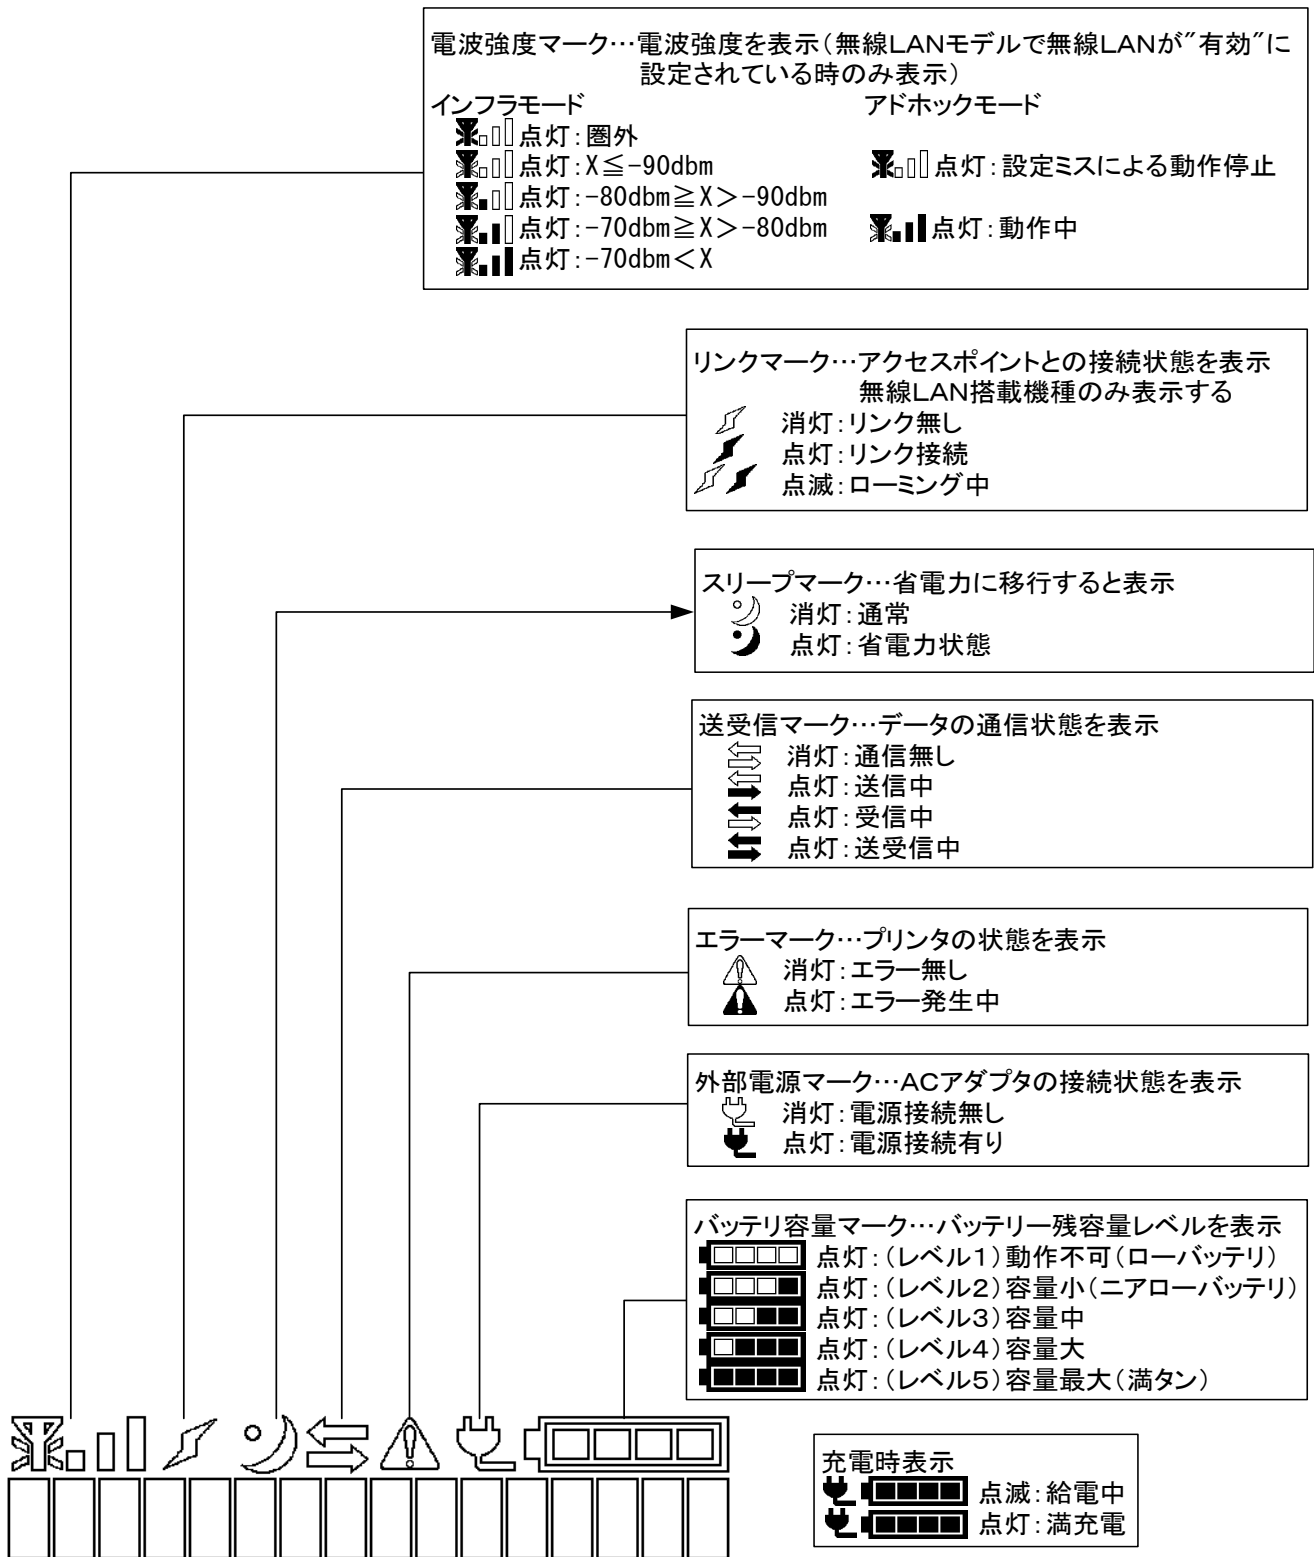 電波強度マーク…電波強度を表示(無線LANモデルで無線LANが″有効″に
設定されている時のみ表示)
インフラモード
点灯:圏外
点灯:X≦-90dbm
点灯:-80dbm≧X>-90dbm
点灯:-70dbm≧X>-80dbm
点灯:-70dbm<X
アドホックモード
点灯:設定ミスによる動作停止
点灯:動作中
リンクマーク…アクセスポイントとの接続状態を表示
無線LAN搭載機種のみ表示する
消灯:リンク無し
点灯:リンク接続
点滅:ローミング中
スリープマーク…省電力に移行すると表示
消灯:通常
点灯:省電力状態
送受信マーク…データの通信状態を表示
消灯:通信無し
点灯:送信中
点灯:受信中
点灯:送受信中
エラーマーク…プリンタの状態を表示
消灯:エラー無し
点灯:エラー発生中
外部電源マーク…ACアダプタの接続状態を表示
消灯:電源接続無し
点灯:電源接続有り
バッテリ容量マーク…バッテリー残容量レベルを表示
点灯:(レベル1)動作不可(ローバッテリ)
点灯:(レベル2)容量小(ニアローバッテリ)
点灯:(レベル3)容量中
点灯:(レベル4)容量大
点灯:(レベル5)容量最大(満タン)
充電時表示
点滅:給電中
点灯:満充電